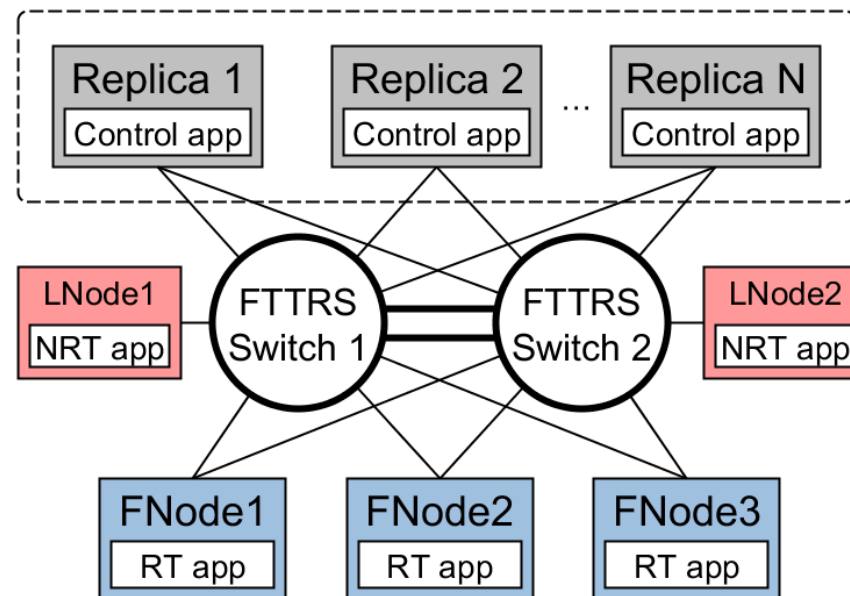 Replica 1
Control app
Replica 2
Control app
...
Replica N
Control app
LNode1
NRT app
FTTRS
Switch 1
FTTRS
Switch 2
LNode2
NRT app
FNode1
RT app
FNode2
RT app
FNode3
RT app